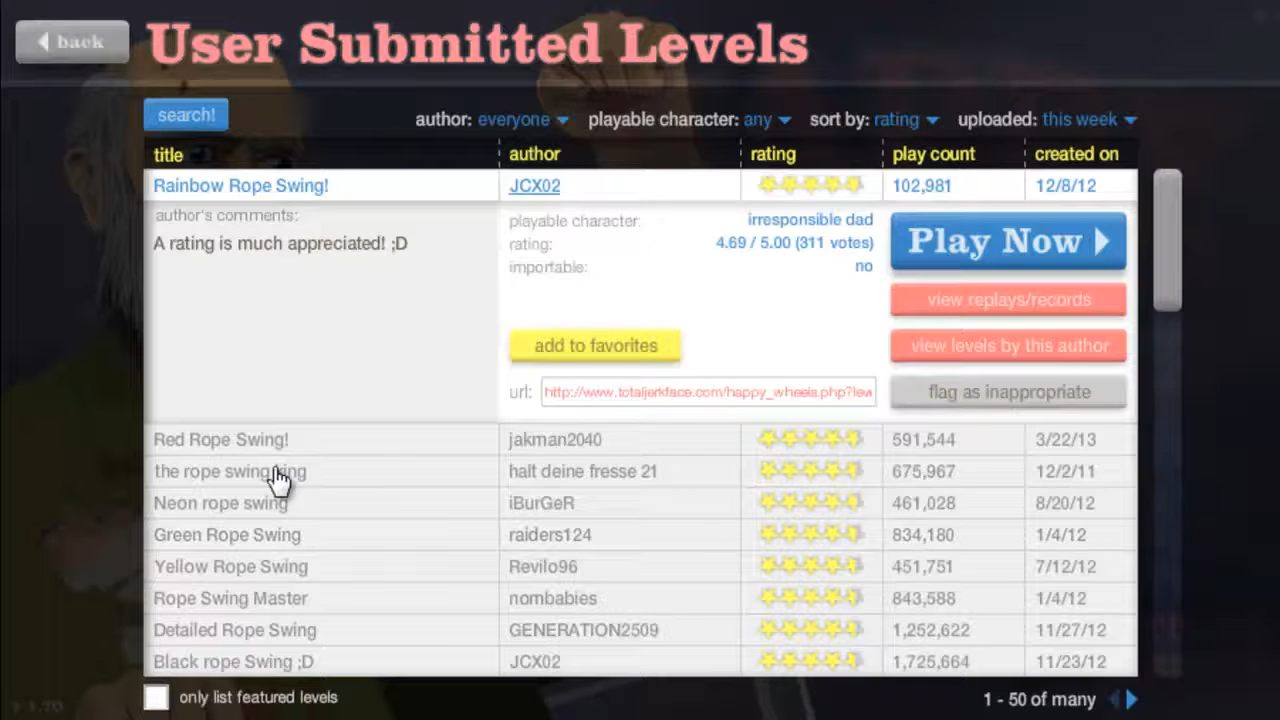 back
User Submitted Levels
search!
author: everyone playable character: any sort by: rating uploaded: this week
title author rating play count created on
Rainbow Rope Swing! JCX02 102,981 12/8/12
author's comments:
A rating is much appreciated! ;D
playable character: irresponsible dad
rating: 4.69 / 5.00 (311 votes)
importable: no
Play Now
view replays/records
add to favorites
view levels by this author
url: http://www.totaljerkface.com/happy_wheels.php?lev
flag as inappropriate
Red Rope Swing! jakman2040 591,544 3/22/13
the rope swing king halt deine fresse 21 675,967 12/2/11
Neon rope swing iBurGeR 461,028 8/20/12
Green Rope Swing raiders124 834,180 1/4/12
Yellow Rope Swing Revilo96 451,751 7/12/12
Rope Swing Master nombabies 843,588 1/4/12
Detailed Rope Swing GENERATION2509 1,252,622 11/27/12
Black rope Swing ;D JCX02 1,725,664 11/23/12
only list featured levels
1 - 50 of many